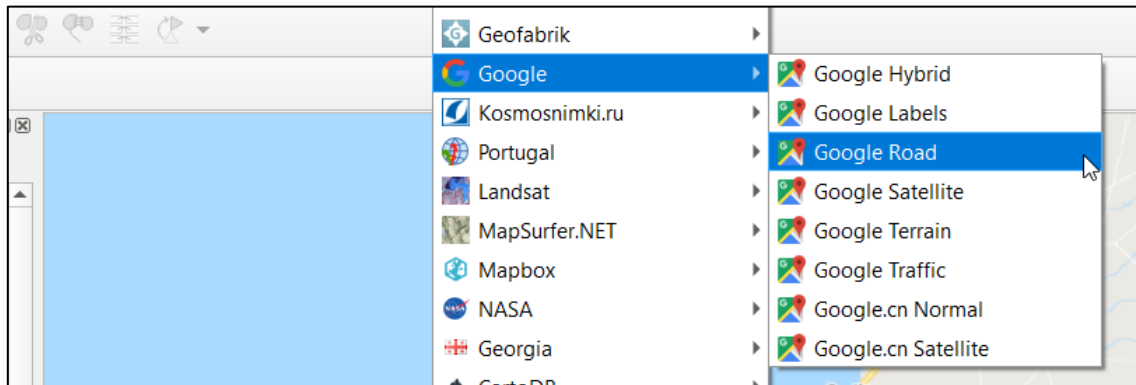 Geofabrik
Google
Kosmosnimki.ru
Portugal
Landsat
MapSurfer.NET
Mapbox
NASA
Georgia
CartoDB
Google Hybrid
Google Labels
Google Road
Google Satellite
Google Terrain
Google Traffic
Google.cn Normal
Google.cn Satellite